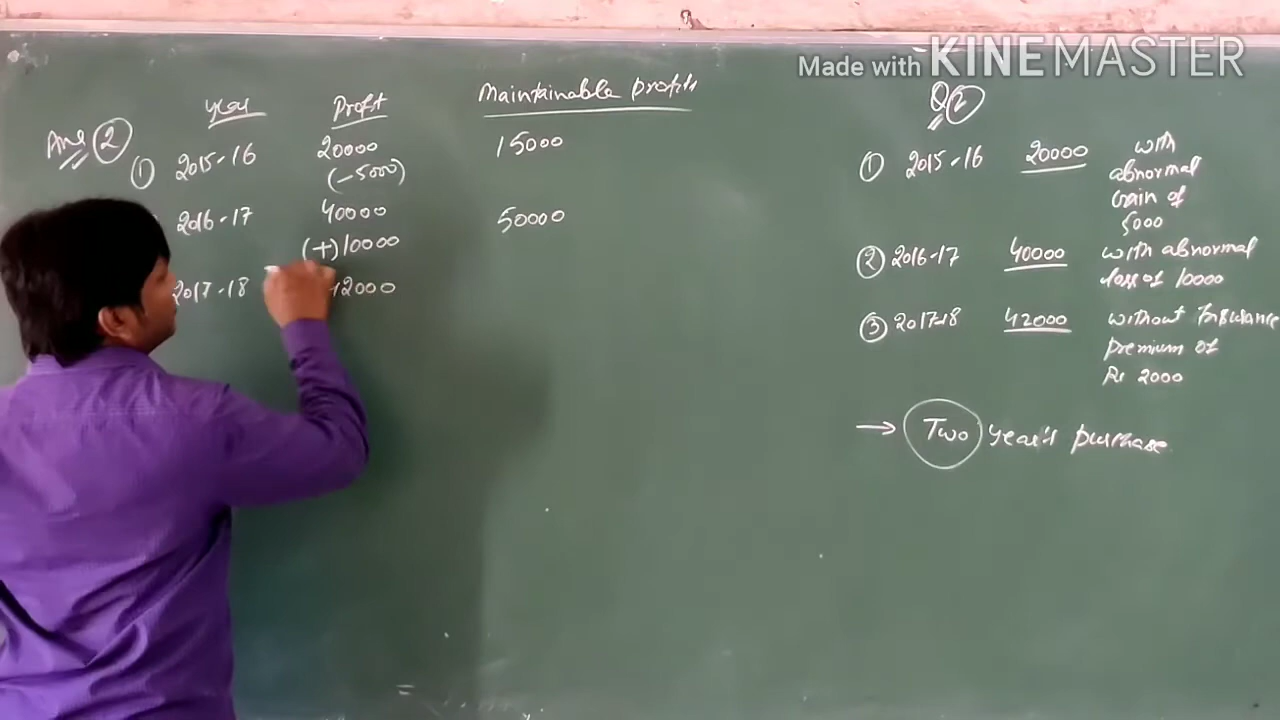 Made with KINEMASTER
year Profit Maintainable profits
Ans 2
1 2015-16 20000 15000
(-5000)
2016-17 40000 50000
(+)10000
2017-18 42000
Q 2
1 2015-16 20000 with
abnormal
Gain of
5000
2 2016-17 40000 with abnormal
loss of 10000
3 2017-18 42000 without Insurance
premium of
Rs 2000
→ Two year's purchase